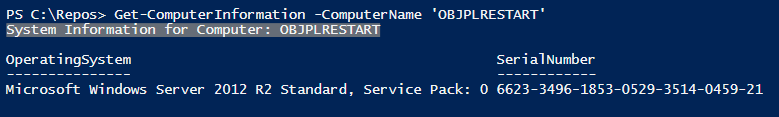 PS C:\Repos> Get-ComputerInformation -ComputerName 'OBJPLRESTART'
System Information for Computer: OBJPLRESTART
OperatingSystem SerialNumber
--------------- ------------
Microsoft Windows Server 2012 R2 Standard, Service Pack: 0 6623-3496-1853-0529-3514-0459-21